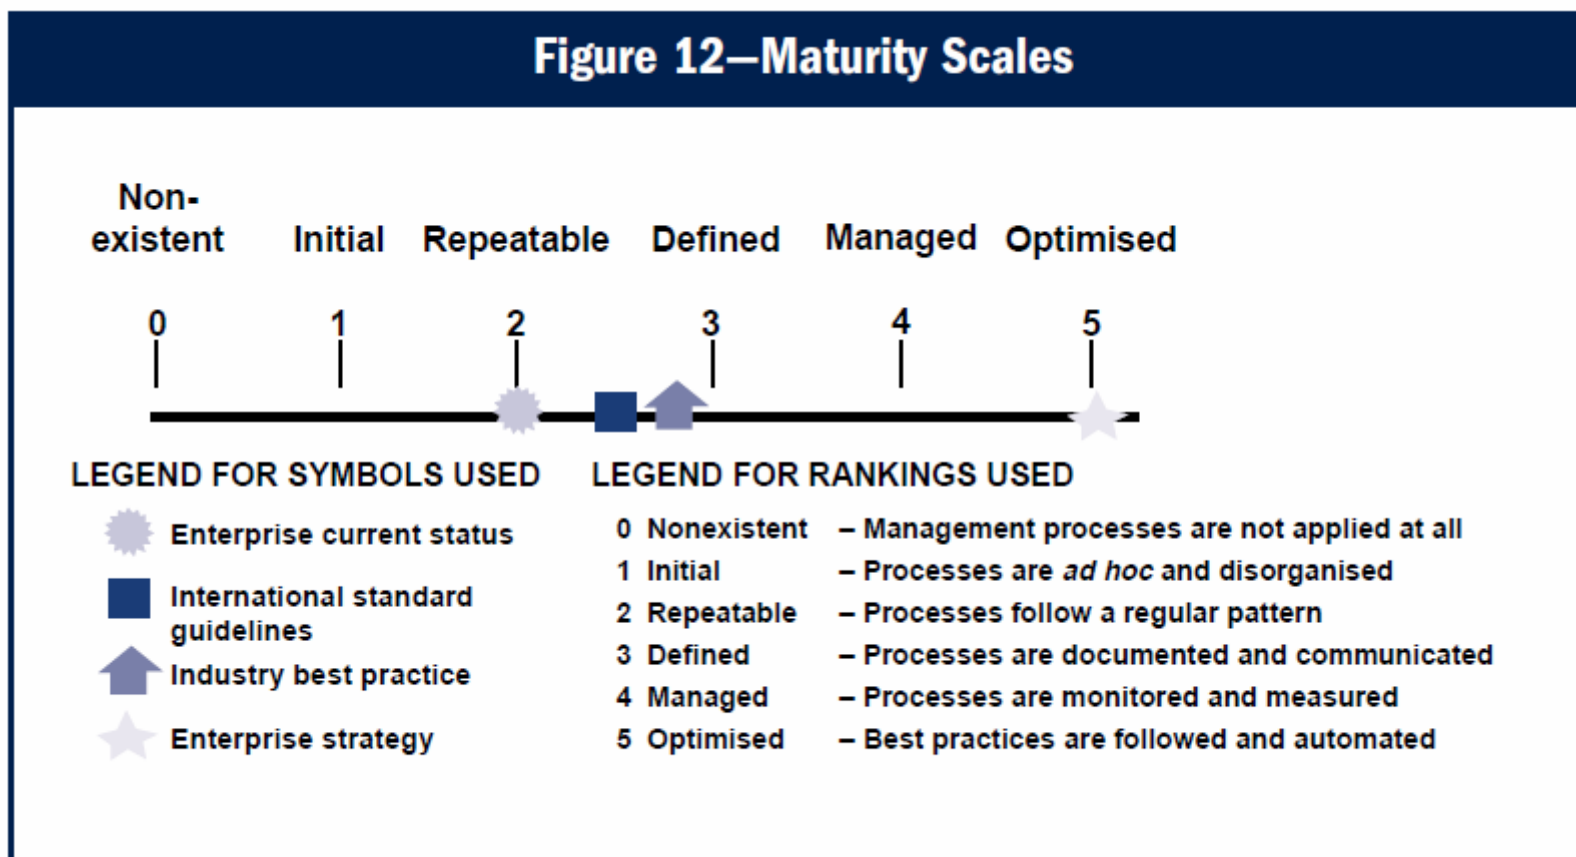 Figure 12—Maturity Scales
Non-
existent Initial Repeatable Defined Managed Optimised
0 1 2 3 4 5
LEGEND FOR SYMBOLS USED
Enterprise current status
International standard
guidelines
Industry best practice
Enterprise strategy
LEGEND FOR RANKINGS USED
0 Nonexistent – Management processes are not applied at all
1 Initial – Processes are ad hoc and disorganised
2 Repeatable – Processes follow a regular pattern
3 Defined – Processes are documented and communicated
4 Managed – Processes are monitored and measured
5 Optimised – Best practices are followed and automated